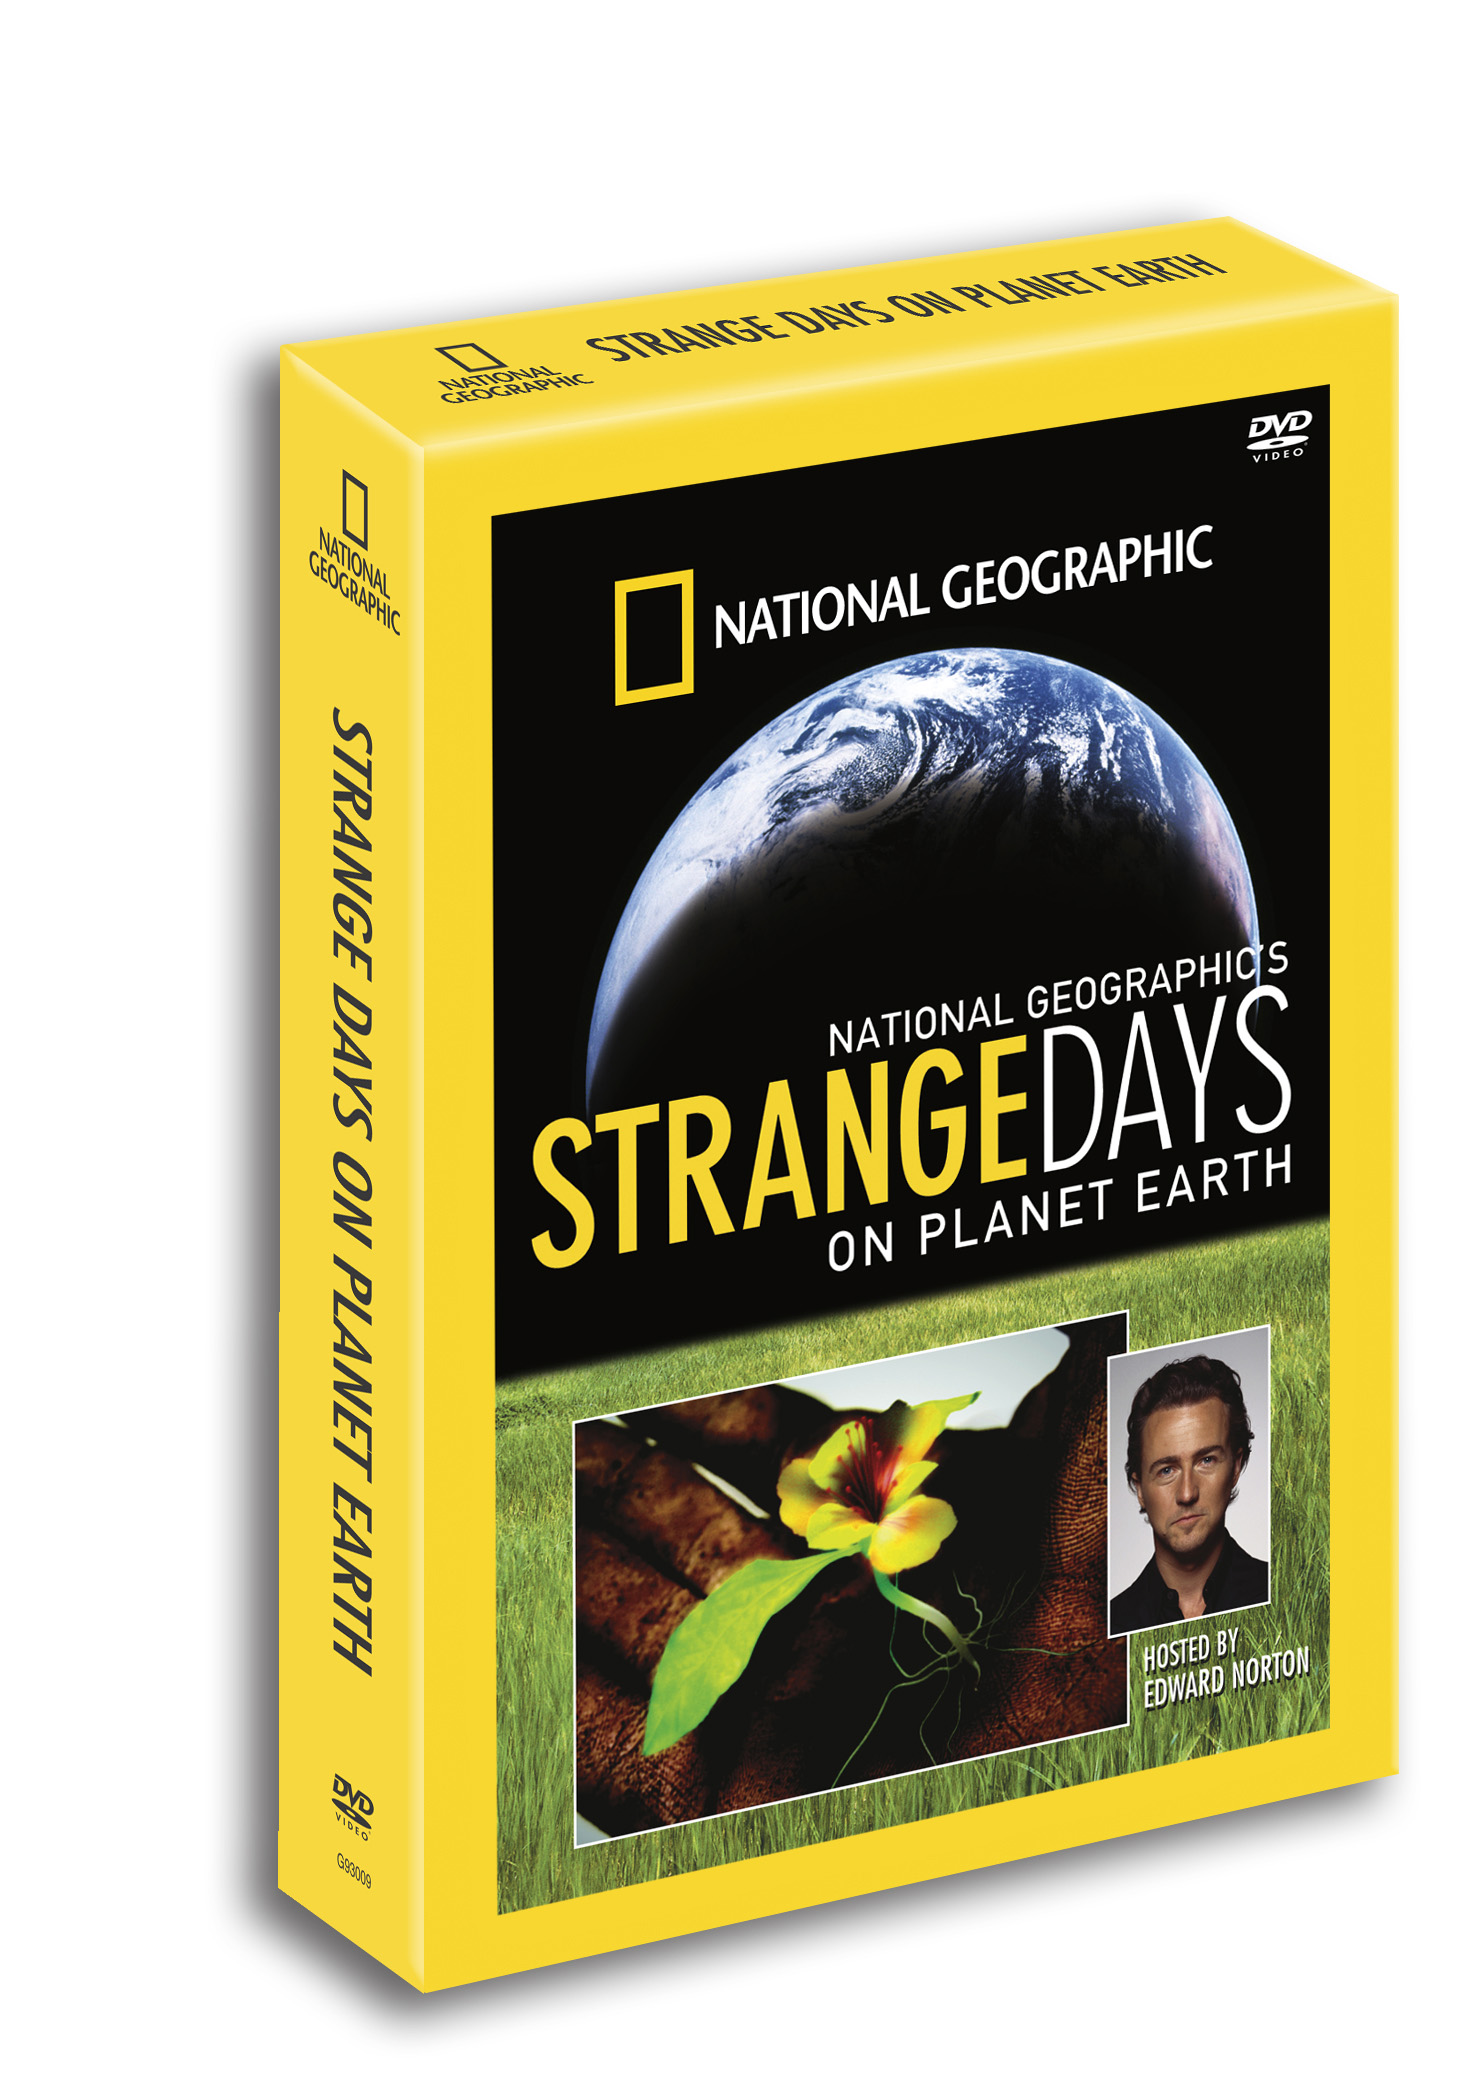 NATIONAL
GEOGRAPHIC
STRANGE DAYS ON PLANET EARTH
NATIONAL
GEOGRAPHIC
STRANGE DAYS ON PLANET EARTH
DVD
VIDEO
G93009
DVD
VIDEO
NATIONAL GEOGRAPHIC
NATIONAL GEOGRAPHIC'S
STRANGEDAYS
ON PLANET EARTH
HOSTED BY
EDWARD NORTON